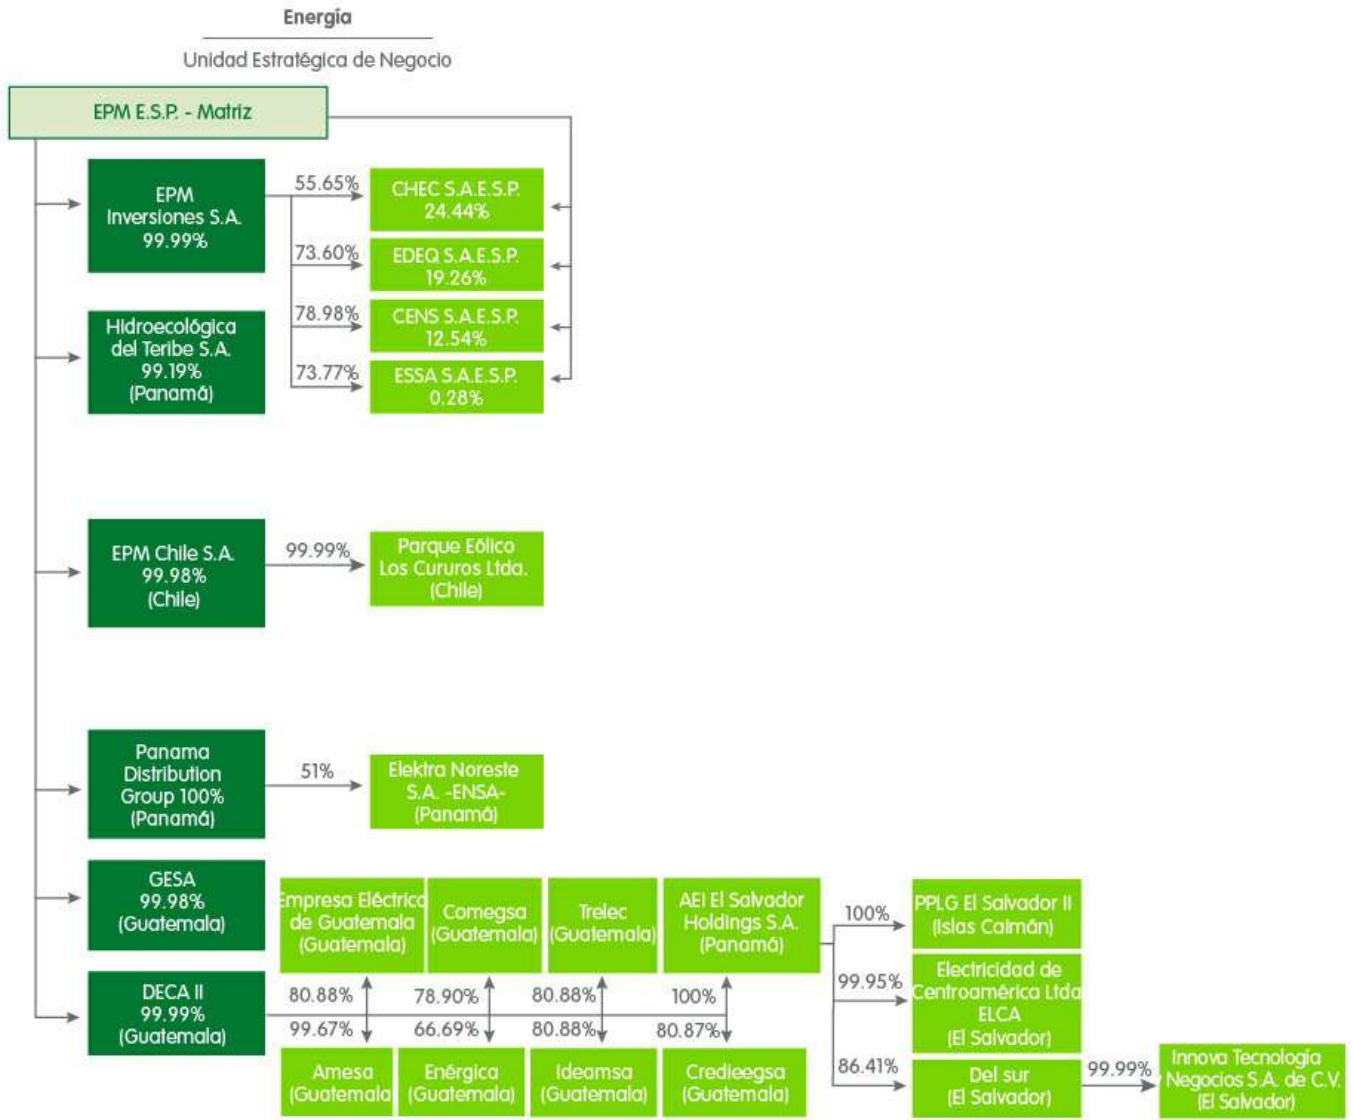 Energía
Unidad Estratégica de Negocio
EPM E.S.P. - Matriz
EPM
Inversiones S.A.
99.99%
55.65%
CHEC S.A.E.S.P.
24.44%
73.60%
EDEQ S.A.E.S.P.
19.26%
78.98%
CENS S.A.E.S.P.
12.54%
73.77%
ESSA S.A.E.S.P.
0.28%
Hidroecológica
del Teribe S.A.
99.19%
(Panamá)
EPM Chile S.A.
99.98%
(Chile)
99.99%
Parque Eólico
Los Cururos Ltda.
(Chile)
Panama
Distribution
Group 100%
(Panamá)
51%
Elektra Noreste
S.A. -ENSA-
(Panamá)
GESA
99.98%
(Guatemala)
DECA II
99.99%
(Guatemala)
Empresa Eléctrica
de Guatemala
(Guatemala)
Comegsa
(Guatemala)
Trelec
(Guatemala)
AEI El Salvador
Holdings S.A.
(Panamá)
80.88%
78.90%
80.88%
100%
99.67%
66.69%
80.88%
80.87%
Amesa
(Guatemala
Enérgica
(Guatemala)
Ideamsa
(Guatemala)
Credieegsa
(Guatemala)
100%
PPLG El Salvador II
(Islas Caimán)
99.95%
Electricidad de
Centroamérica Ltda
ELCA
(El Salvador)
86.41%
Del sur
(El Salvador)
99.99%
Innova Tecnología
Negocios S.A. de C.V.
(El Salvador)